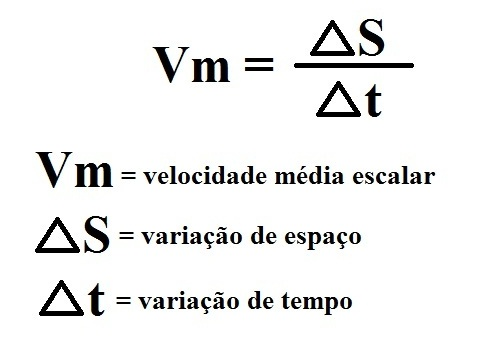 Vm = ΔS/Δt
Vm = velocidade média escalar
ΔS = variação de espaço
Δt = variação de tempo